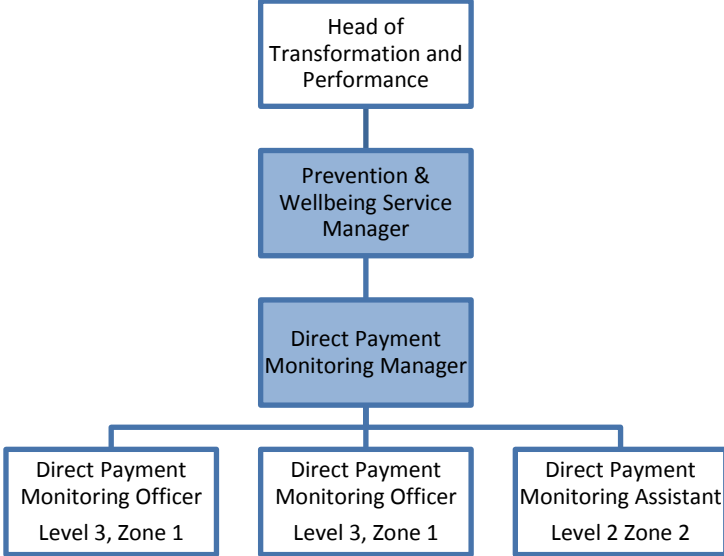 Head of
Transformation and
Performance
Prevention &
Wellbeing Service
Manager
Direct Payment
Monitoring Manager
Direct Payment
Monitoring Officer
Level 3, Zone 1
Direct Payment
Monitoring Officer
Level 3, Zone 1
Direct Payment
Monitoring Assistant
Level 2 Zone 2